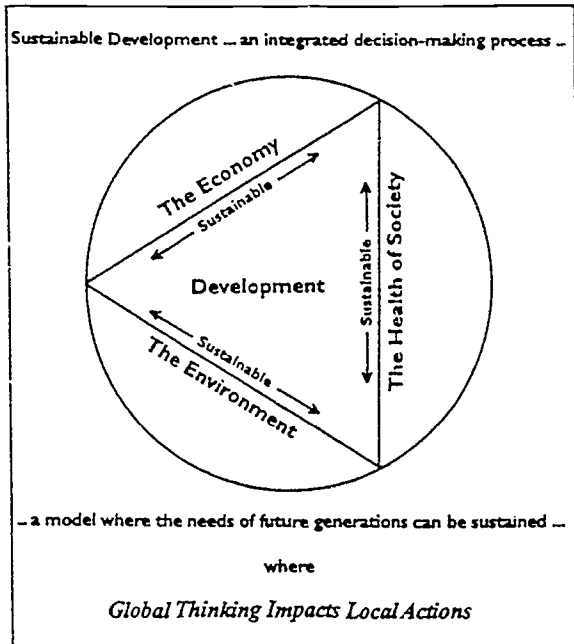 Sustainable Development ... an integrated decision-making process ...
The Economy
Sustainable
Development
Sustainable
The Health of Society
Sustainable
The Environment
... a model where the needs of future generations can be sustained ...
where
Global Thinking Impacts Local Actions